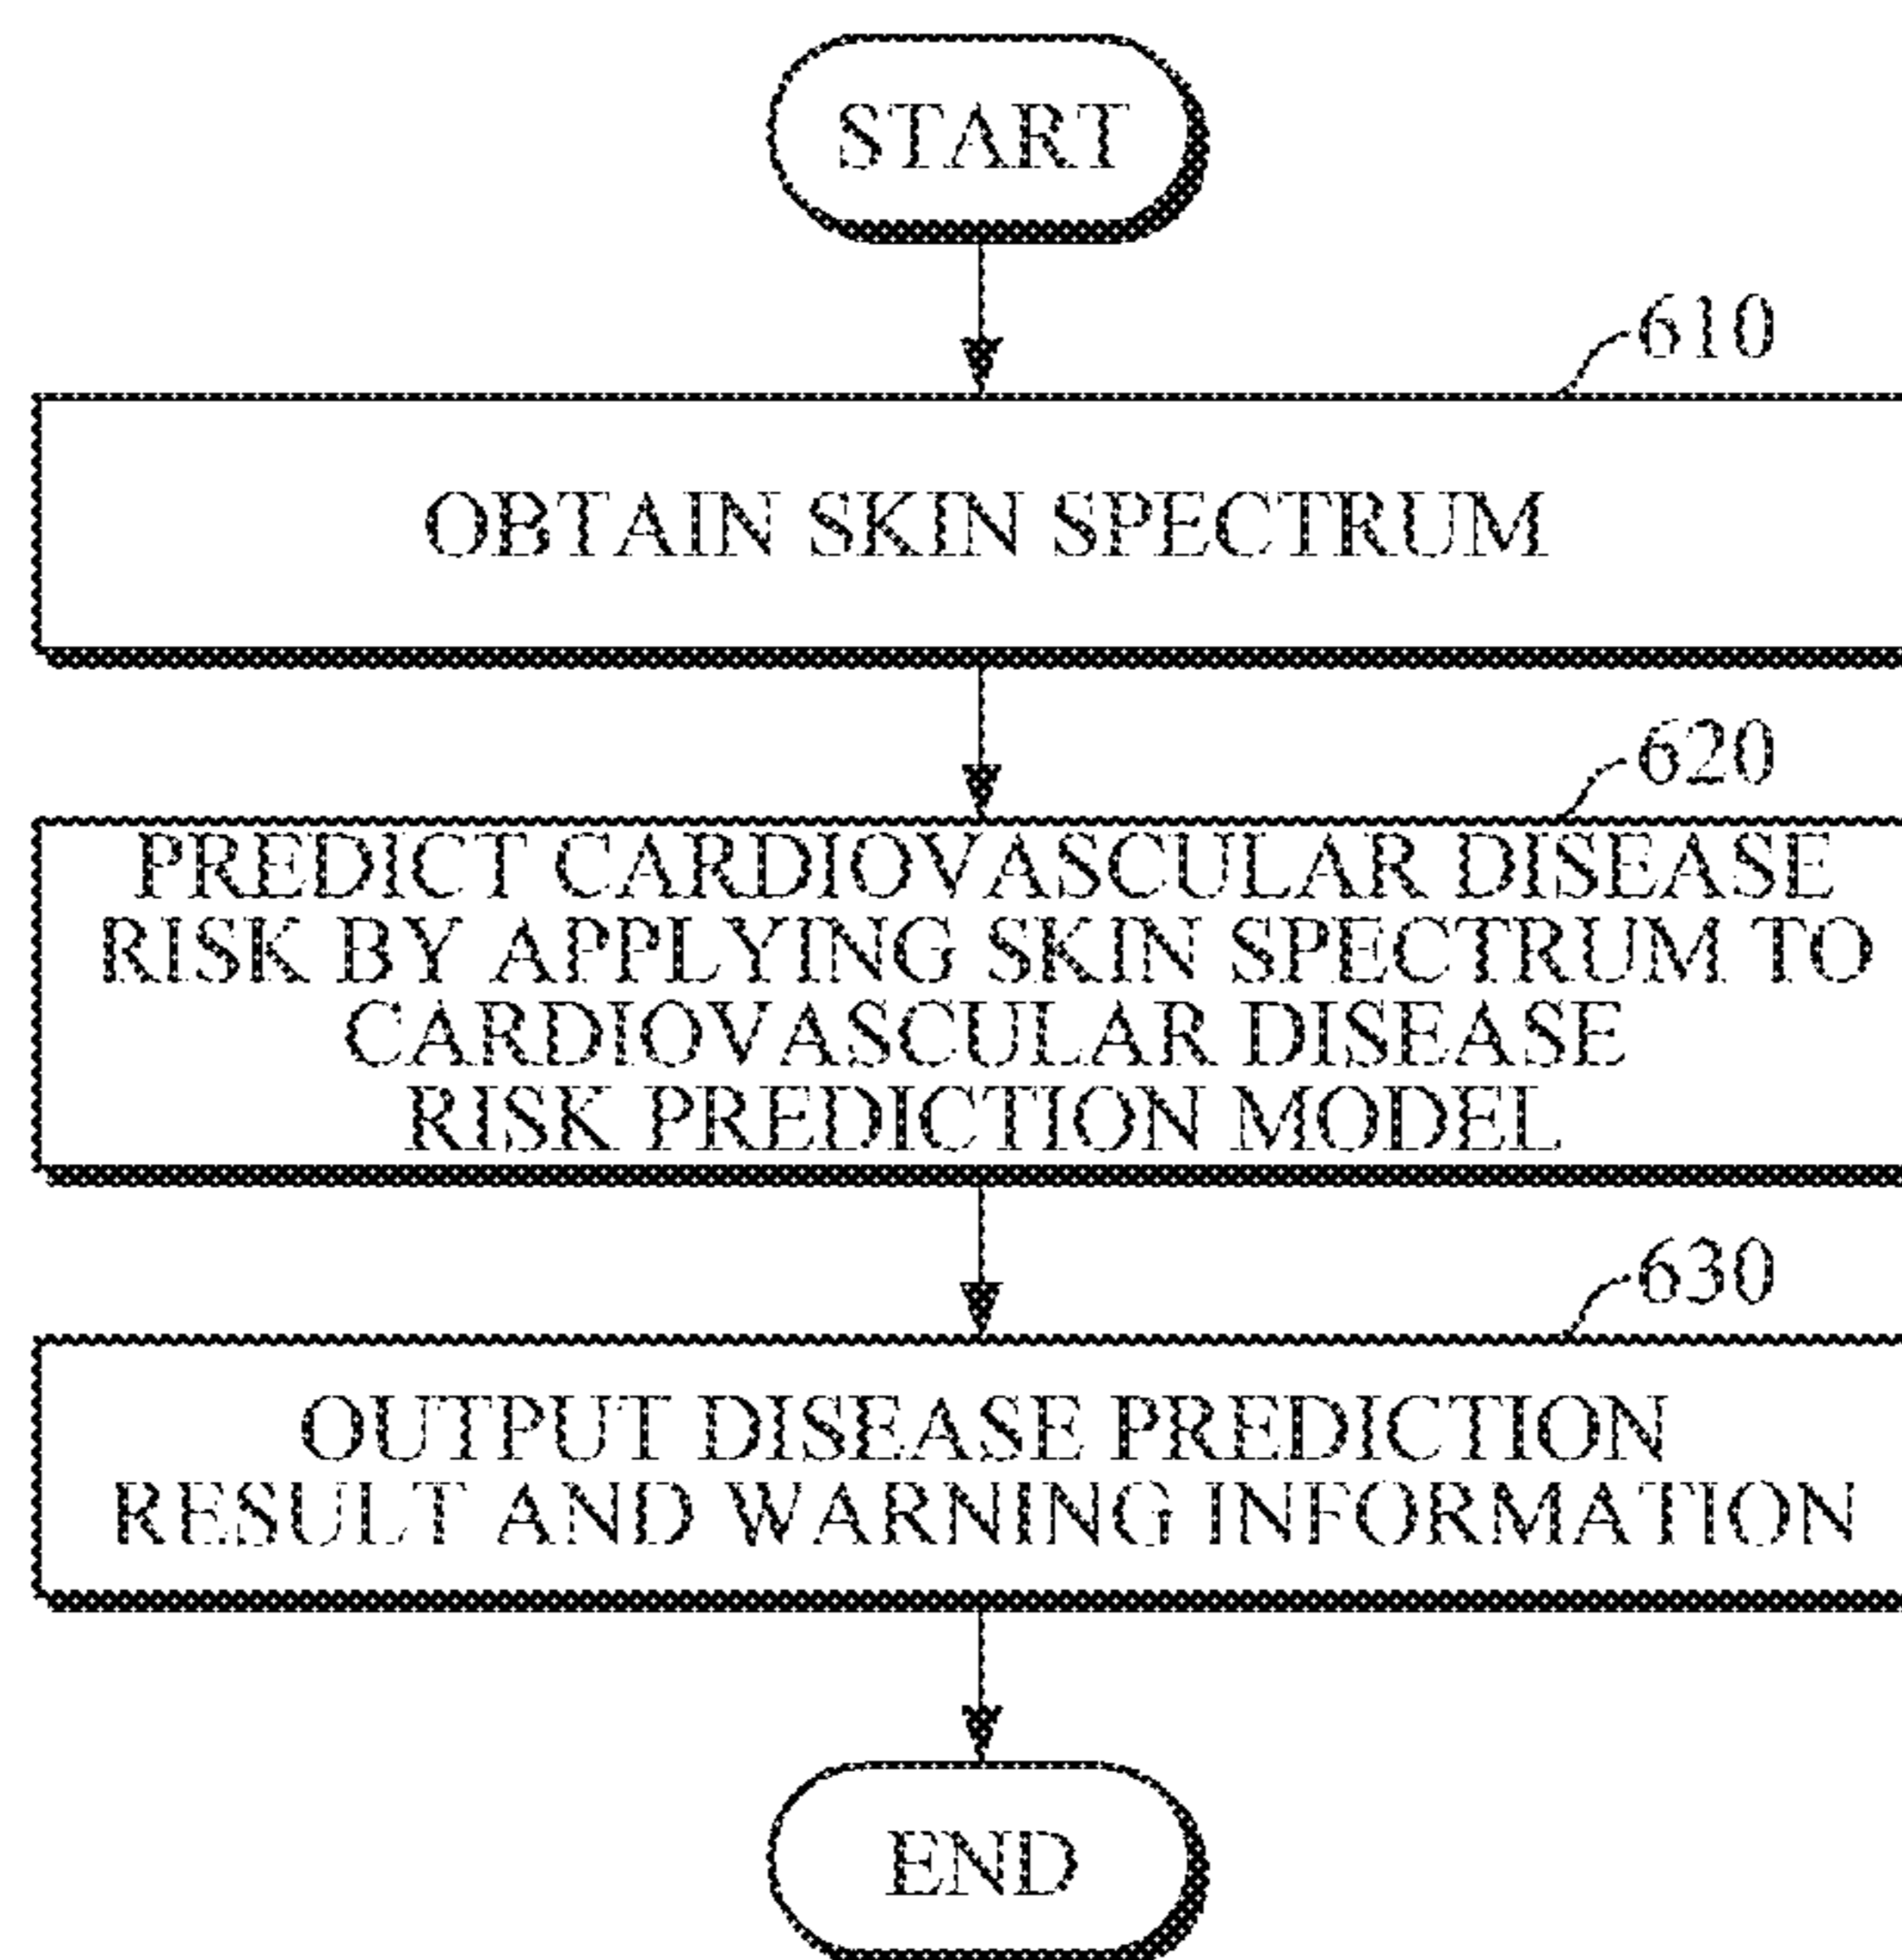 START
610
OBTAIN SKIN SPECTRUM
620
PREDICT CARDIOVASCULAR DISEASE
RISK BY APPLYING SKIN SPECTRUM TO
CARDIOVASCULAR DISEASE
RISK PREDICTION MODEL
630
OUTPUT DISEASE PREDICTION
RESULT AND WARNING INFORMATION
END